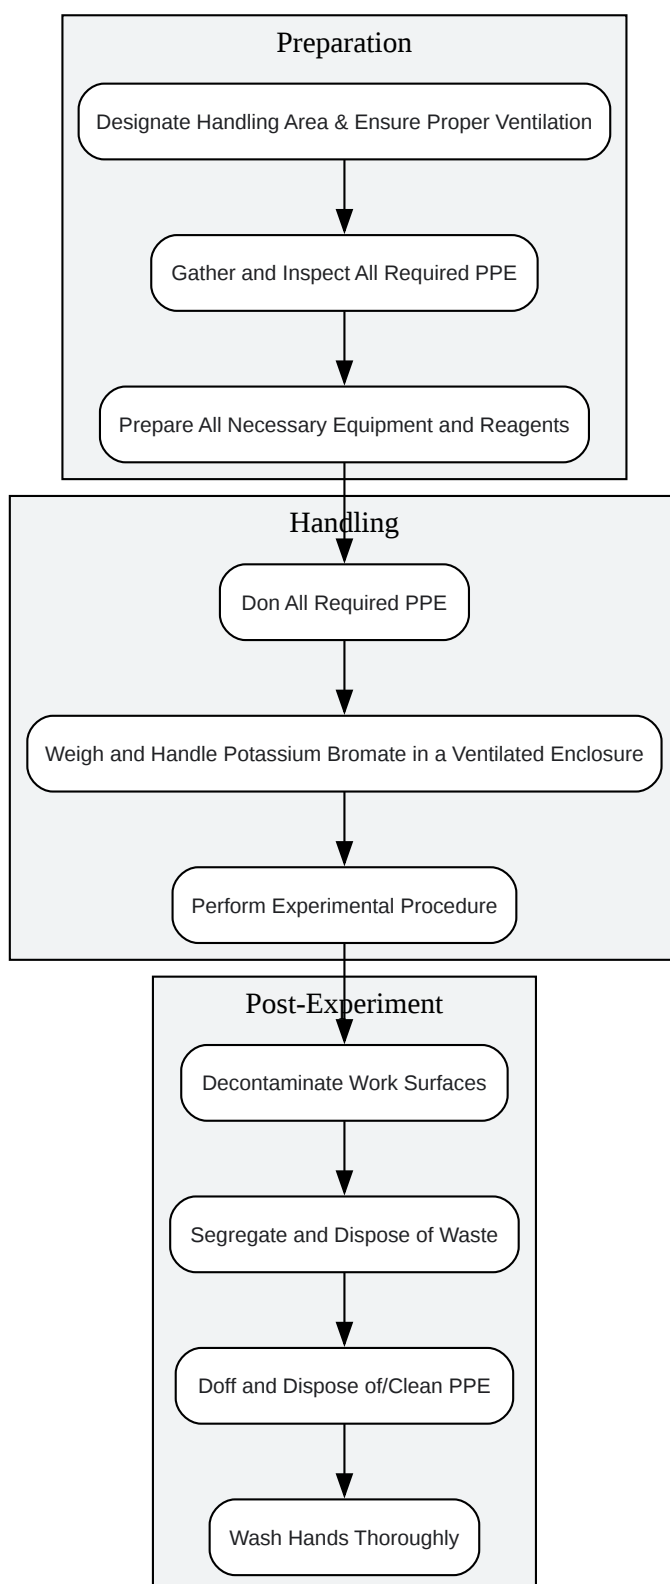 Preparation
Designate Handling Area & Ensure Proper Ventilation
Gather and Inspect All Required PPE
Prepare All Necessary Equipment and Reagents
Handling
Don All Required PPE
Weigh and Handle Potassium Bromate in a Ventilated Enclosure
Perform Experimental Procedure
Post-Experiment
Decontaminate Work Surfaces
Segregate and Dispose of Waste
Doff and Dispose of/Clean PPE
Wash Hands Thoroughly